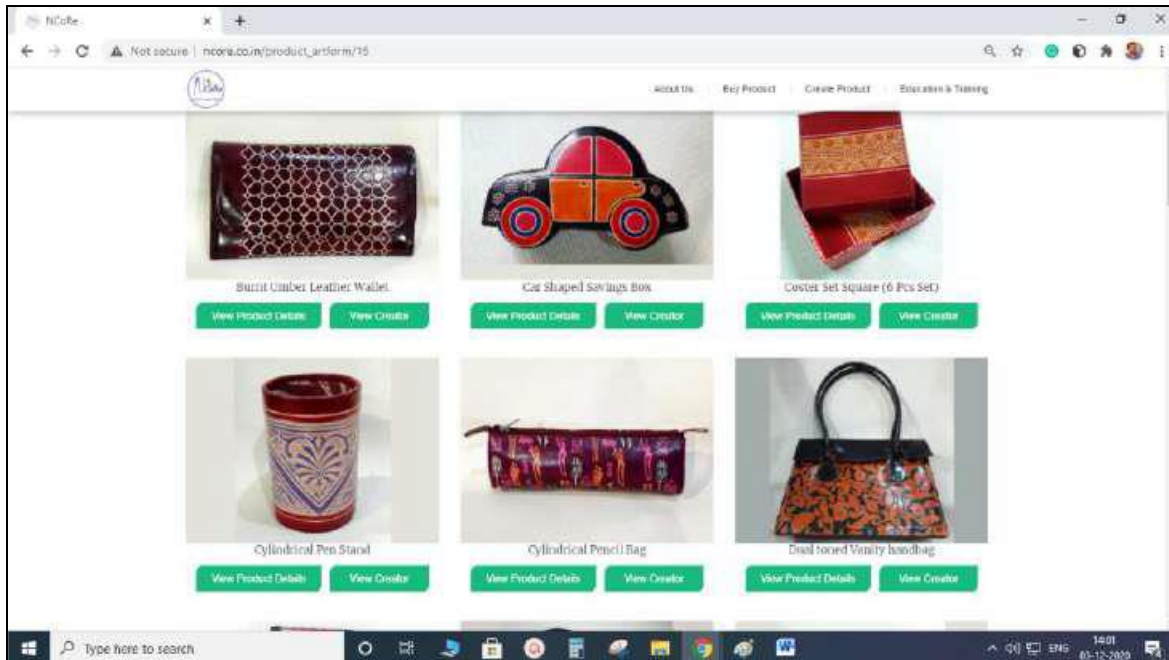 NCoRe
Not secure | ncore.co.in/product_artform/15
About Us
Buy Product
Create Product
Education & Training
Burnt Umber Leather Wallet
Car Shaped Savings Box
Coster Set Square (6 Pcs Set)
View Product Details
View Creator
View Product Details
View Creator
View Product Details
View Creator
Cylindrical Pen Stand
Cylindrical Pencil Bag
Dual toned Vanity handbag
View Product Details
View Creator
View Product Details
View Creator
View Product Details
View Creator
Type here to search
ENG
14:01
03-12-2020